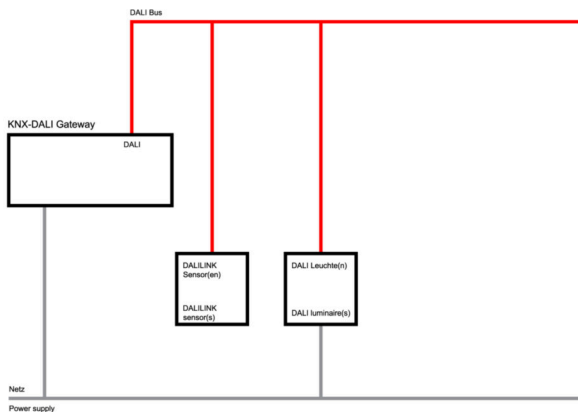 DALI Bus
KNX-DALI Gateway
DALI
DALILINK
Sensor(en)
DALILINK
sensor(s)
DALI Leuchte(n)
DALI luminaire(s)
Netz
Power supply